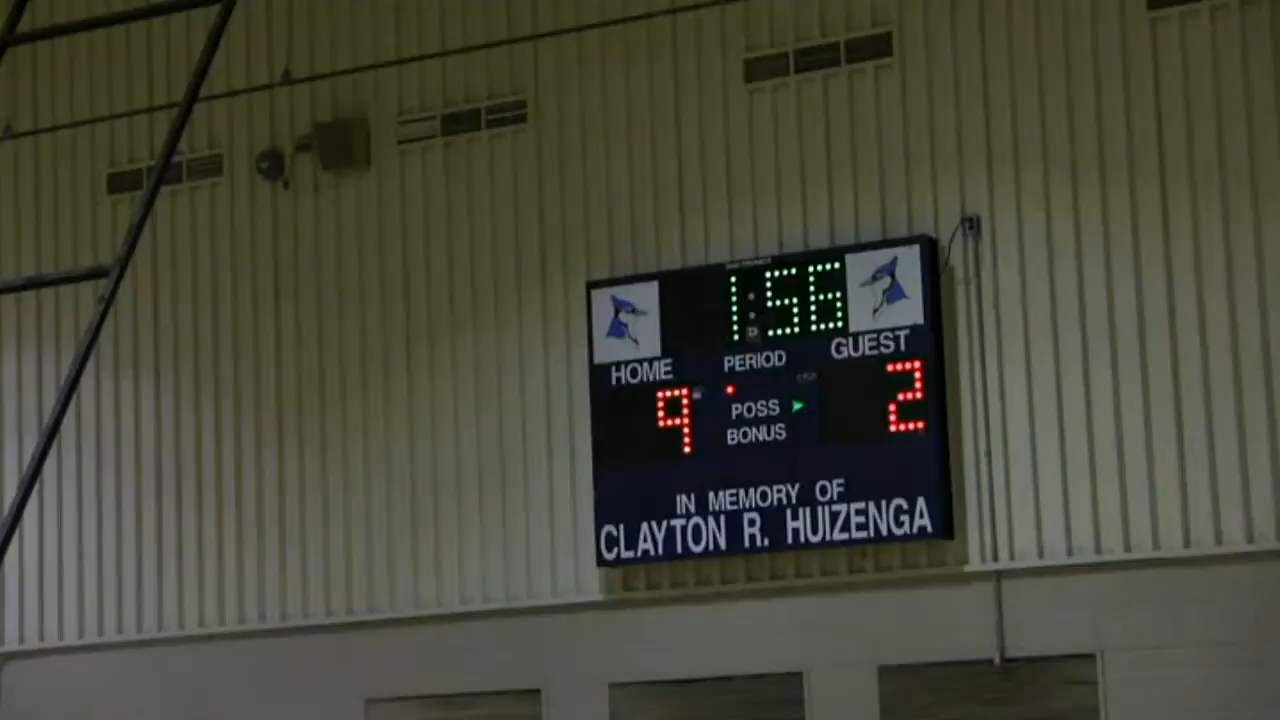 1:56
HOME PERIOD GUEST
9 POSS 2
BONUS
IN MEMORY OF
CLAYTON R. HUIZENGA